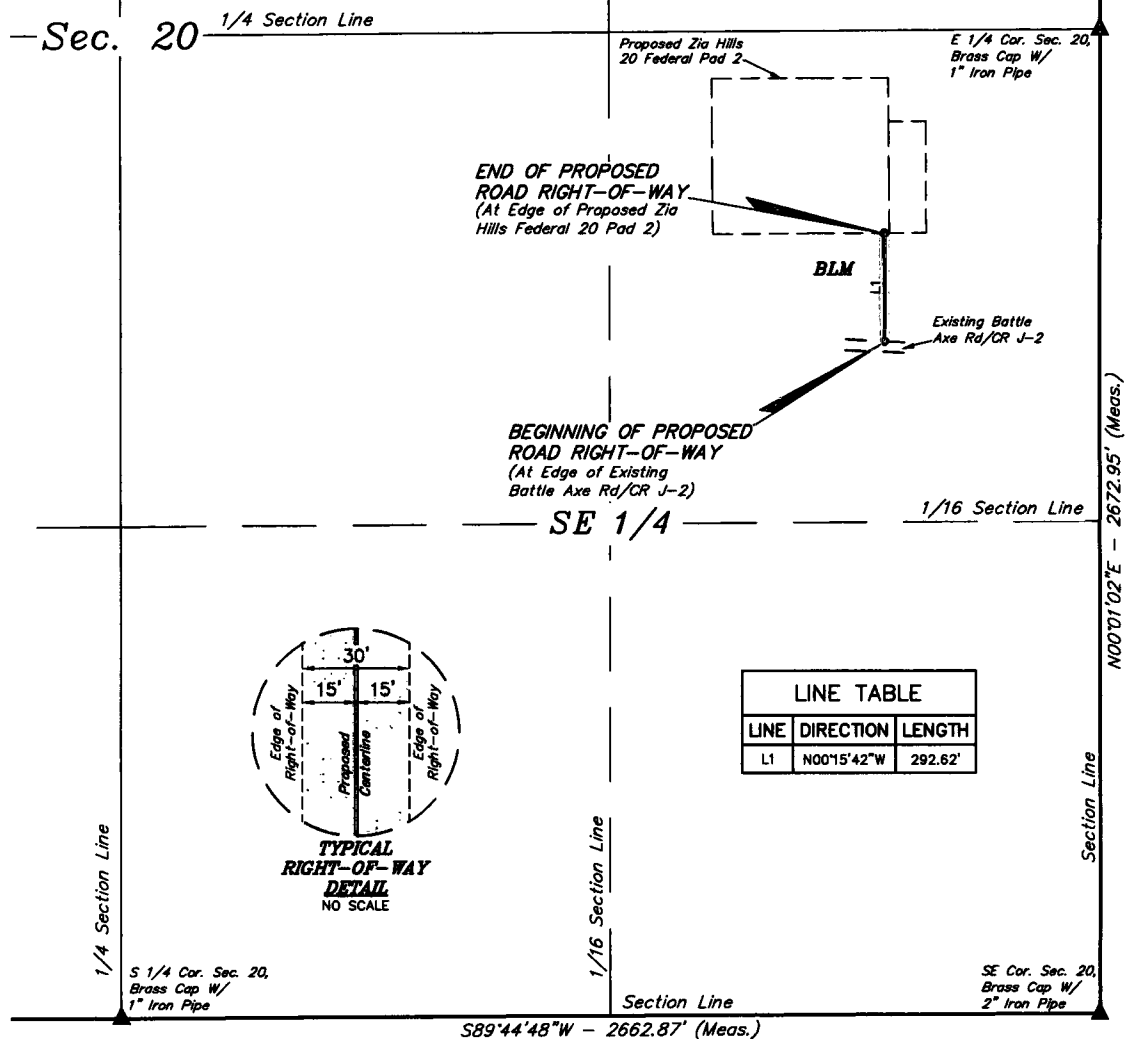 1/4 Section Line
Sec. 20
Proposed Zia Hills
20 Federal Pad 2
E 1/4 Cor. Sec. 20,
Brass Cap W/
1" Iron Pipe
END OF PROPOSED
ROAD RIGHT-OF-WAY
(At Edge of Proposed Zia
Hills Federal 20 Pad 2)
BLM
L1
Existing Battle
Axe Rd/CR J-2
BEGINNING OF PROPOSED
ROAD RIGHT-OF-WAY
(At Edge of Existing
Battle Axe Rd/CR J-2)
N00°01'02"E - 2672.95' (Meas.)
1/16 Section Line
SE 1/4
30'
15' 15'
Edge of
Right-of-Way
Proposed
Centerline
Edge of
Right-of-Way
TYPICAL
RIGHT-OF-WAY
DETAIL
NO SCALE
LINE TABLE
LINE DIRECTION LENGTH
L1 N00°15'42"W 292.62'
Section Line
1/4 Section Line
1/16 Section Line
S 1/4 Cor. Sec. 20,
Brass Cap W/
1" Iron Pipe
Section Line
SE Cor. Sec. 20,
Brass Cap W/
2" Iron Pipe
S89°44'48"W - 2662.87' (Meas.)